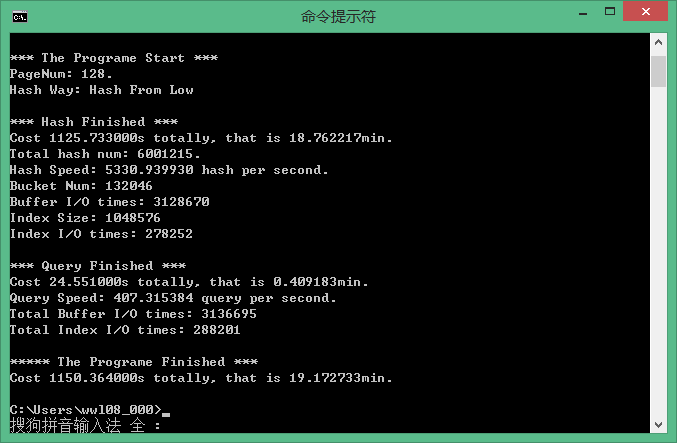 命令提示符
*** The Programe Start ***
PageNum: 128.
Hash Way: Hash From Low
*** Hash Finished ***
Cost 1125.733000s totally, that is 18.762217min.
Total hash num: 6001215.
Hash Speed: 5330.939930 hash per second.
Bucket Num: 132046
Buffer I/O times: 3128670
Index Size: 1048576
Index I/O times: 278252
*** Query Finished ***
Cost 24.551000s totally, that is 0.409183min.
Query Speed: 407.315384 query per second.
Total Buffer I/O times: 3136695
Total Index I/O times: 288201
***** The Programe Finished ***
Cost 1150.364000s totally, that is 19.172733min.
C:\Users\wwl08_000>
搜狗拼音输入法 全 :